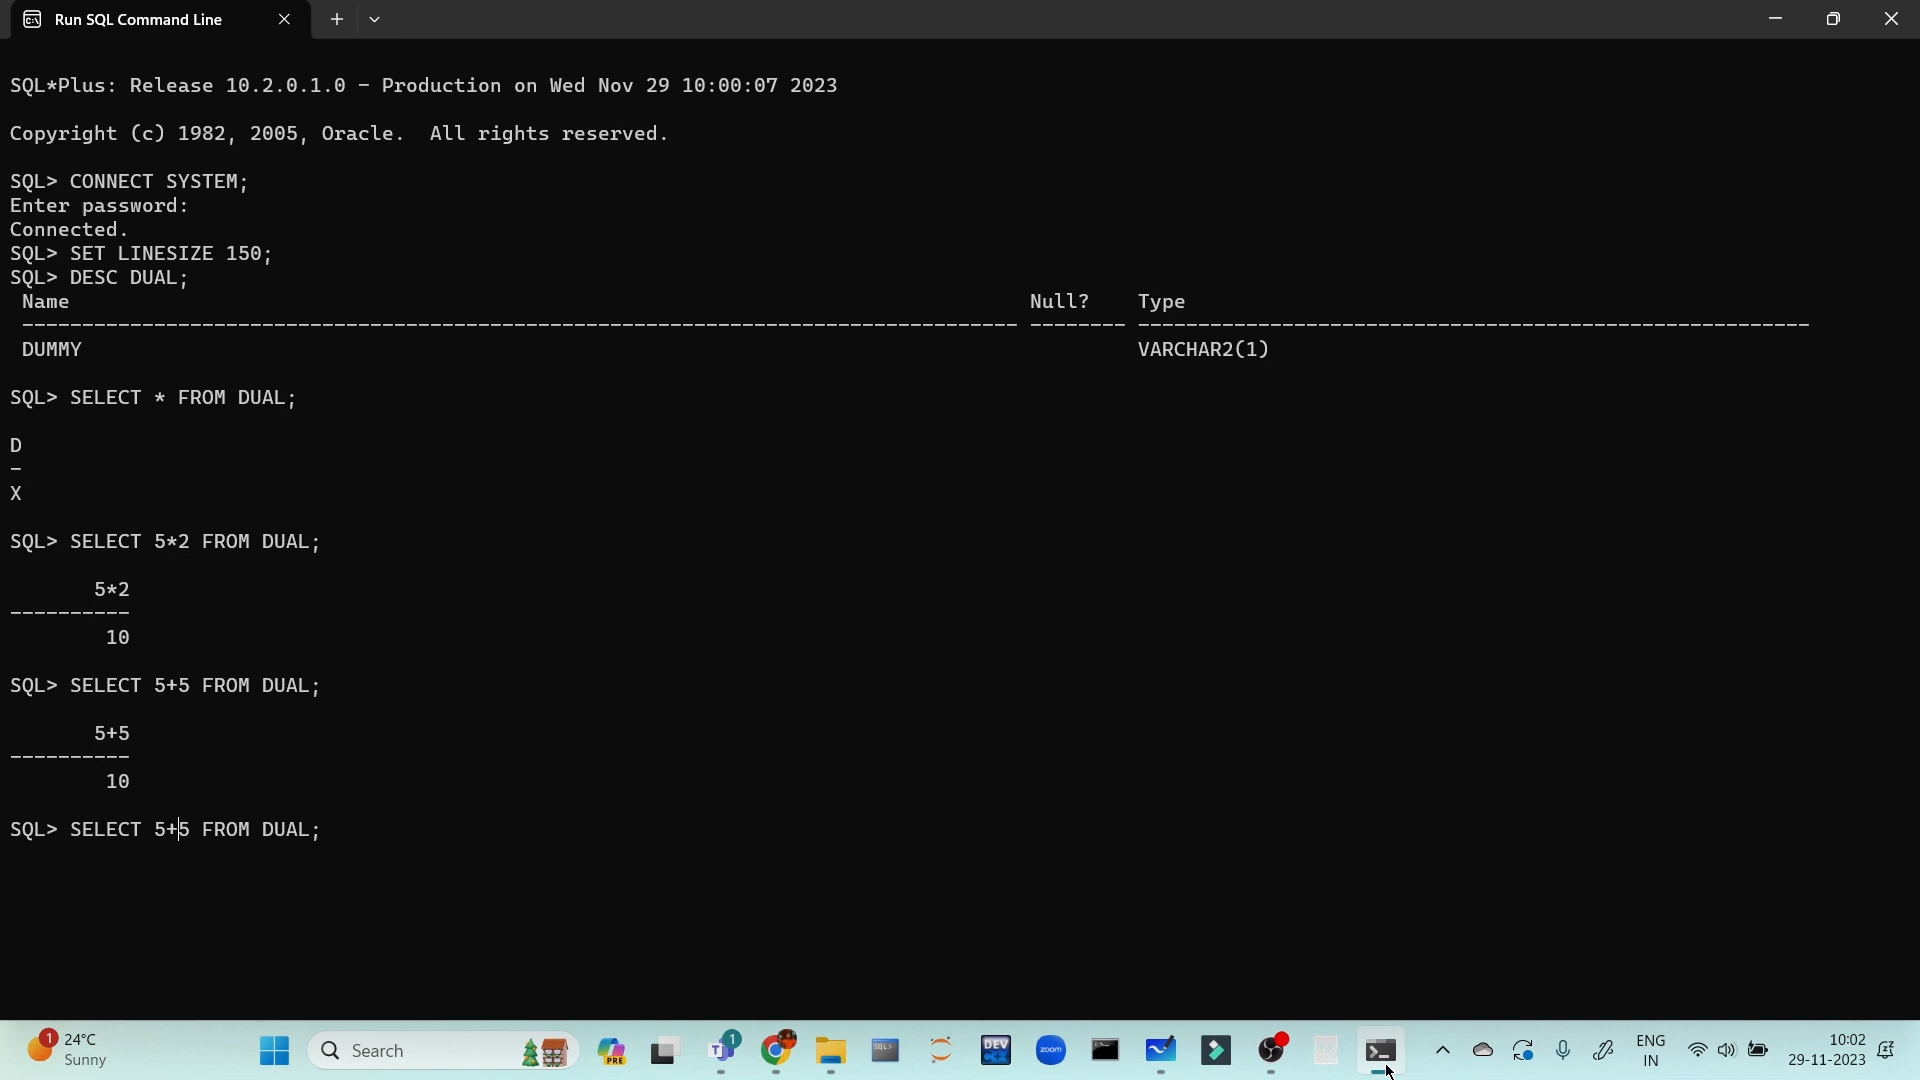 Run SQL Command Line
SQL*Plus: Release 10.2.0.1.0 - Production on Wed Nov 29 10:00:07 2023
Copyright (c) 1982, 2005, Oracle.  All rights reserved.
SQL> CONNECT SYSTEM;
Enter password:
Connected.
SQL> SET LINESIZE 150;
SQL> DESC DUAL;
Name Null? Type
----------------------------------------------------------------------------------- -------- --------------------------------------------------------
DUMMY VARCHAR2(1)
SQL> SELECT * FROM DUAL;
D
-
X
SQL> SELECT 5*2 FROM DUAL;
5*2
----------
10
SQL> SELECT 5+5 FROM DUAL;
5+5
----------
10
SQL> SELECT 5+5 FROM DUAL;
1
24°C
Sunny
Search
PRE
1
SQL>
DEV
C++
zoom
ENG
IN
10:02
29-11-2023